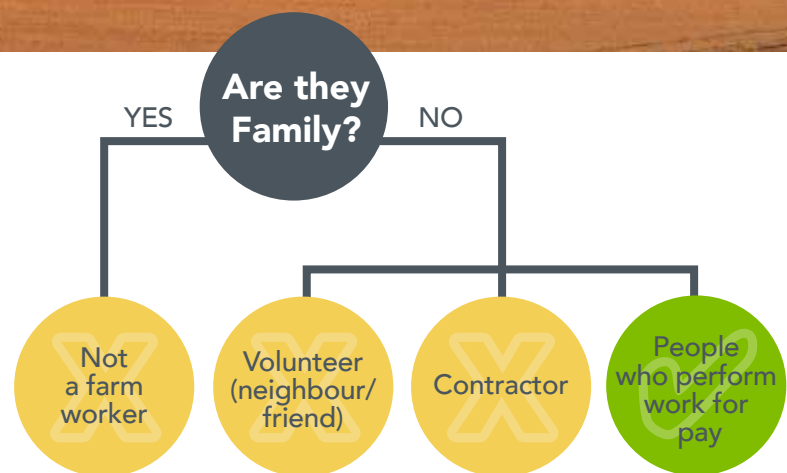 Are they
Family?
YES
NO
Not
a farm
worker
Volunteer
(neighbour/
friend)
Contractor
People
who perform
work for
pay